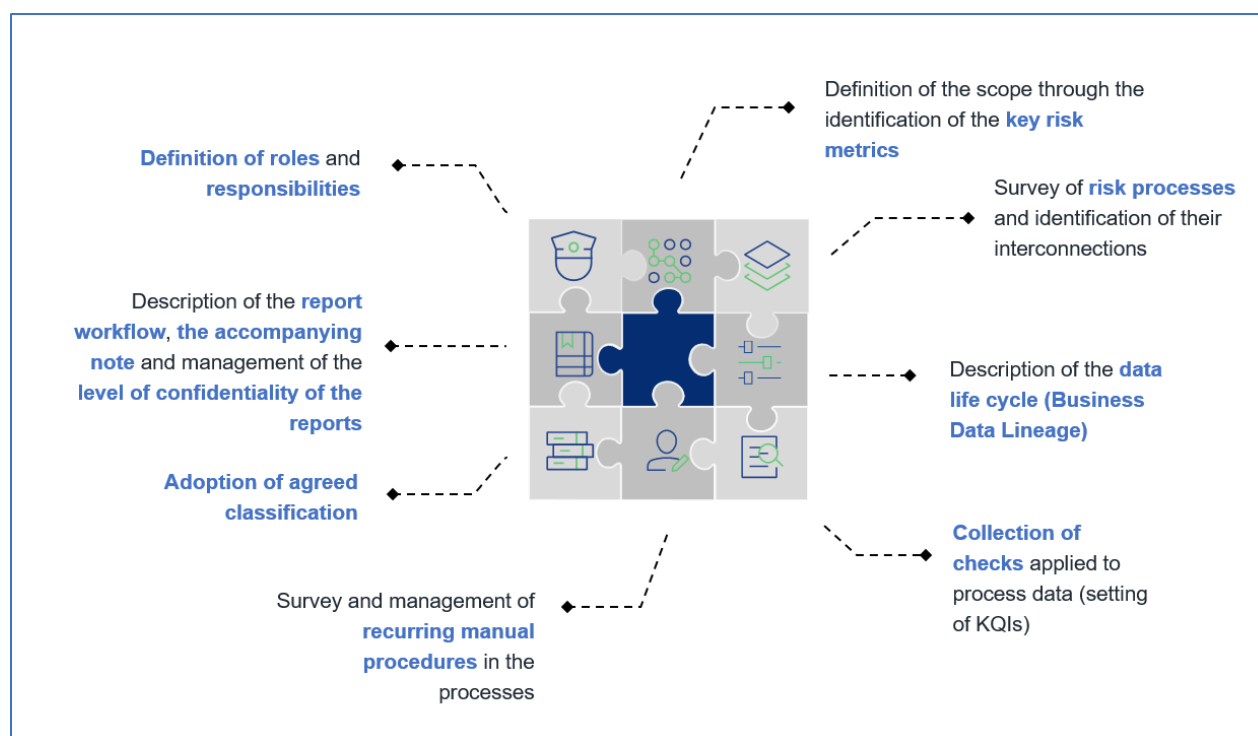 Definition of the scope through the
identification of the key risk
metrics
Definition of roles and
responsibilities
Survey of risk processes
and identification of their
interconnections
Description of the report
workflow, the accompanying
note and management of the
level of confidentiality of the
reports
Description of the data
life cycle (Business
Data Lineage)
Adoption of agreed
classification
Collection of
checks applied to
process data (setting
of KQIs)
Survey and management of
recurring manual
procedures in the
processes